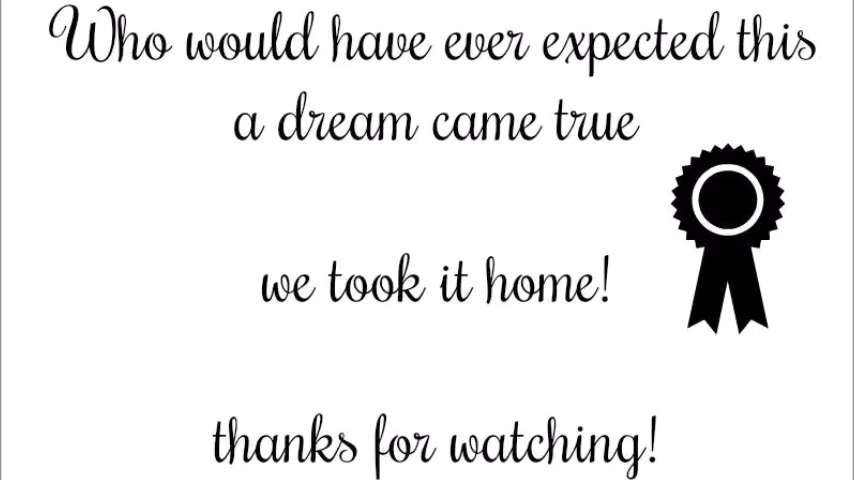 Who would have ever expected this
a dream came true
we took it home!
thanks for watching!